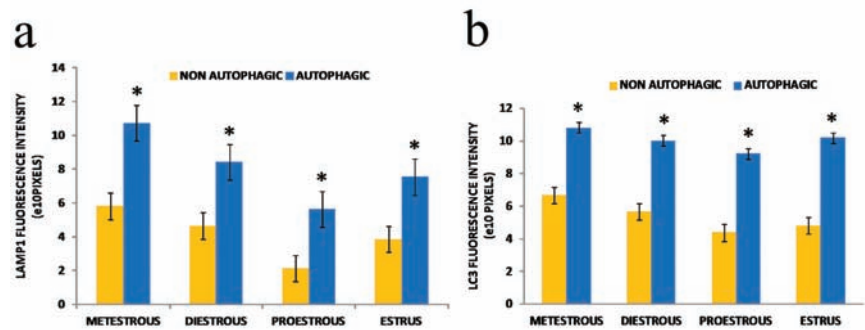 a
LAMP1 FLUORESCENCE INTENSITY
(e10PIXELS)
NON AUTOPHAGIC AUTOPHAGIC
14
12
10
8
6
4
2
0
* * * *
METESTROUS DIESTROUS PROESTROUS ESTRUS
b
LC3 FLUORESCENCE INTENSITY
(e10 PIXELS)
NON AUTOPHAGIC AUTOPHAGIC
12
10
8
6
4
2
0
* * * *
METESTROUS DIESTROUS PROESTROUS ESTRUS